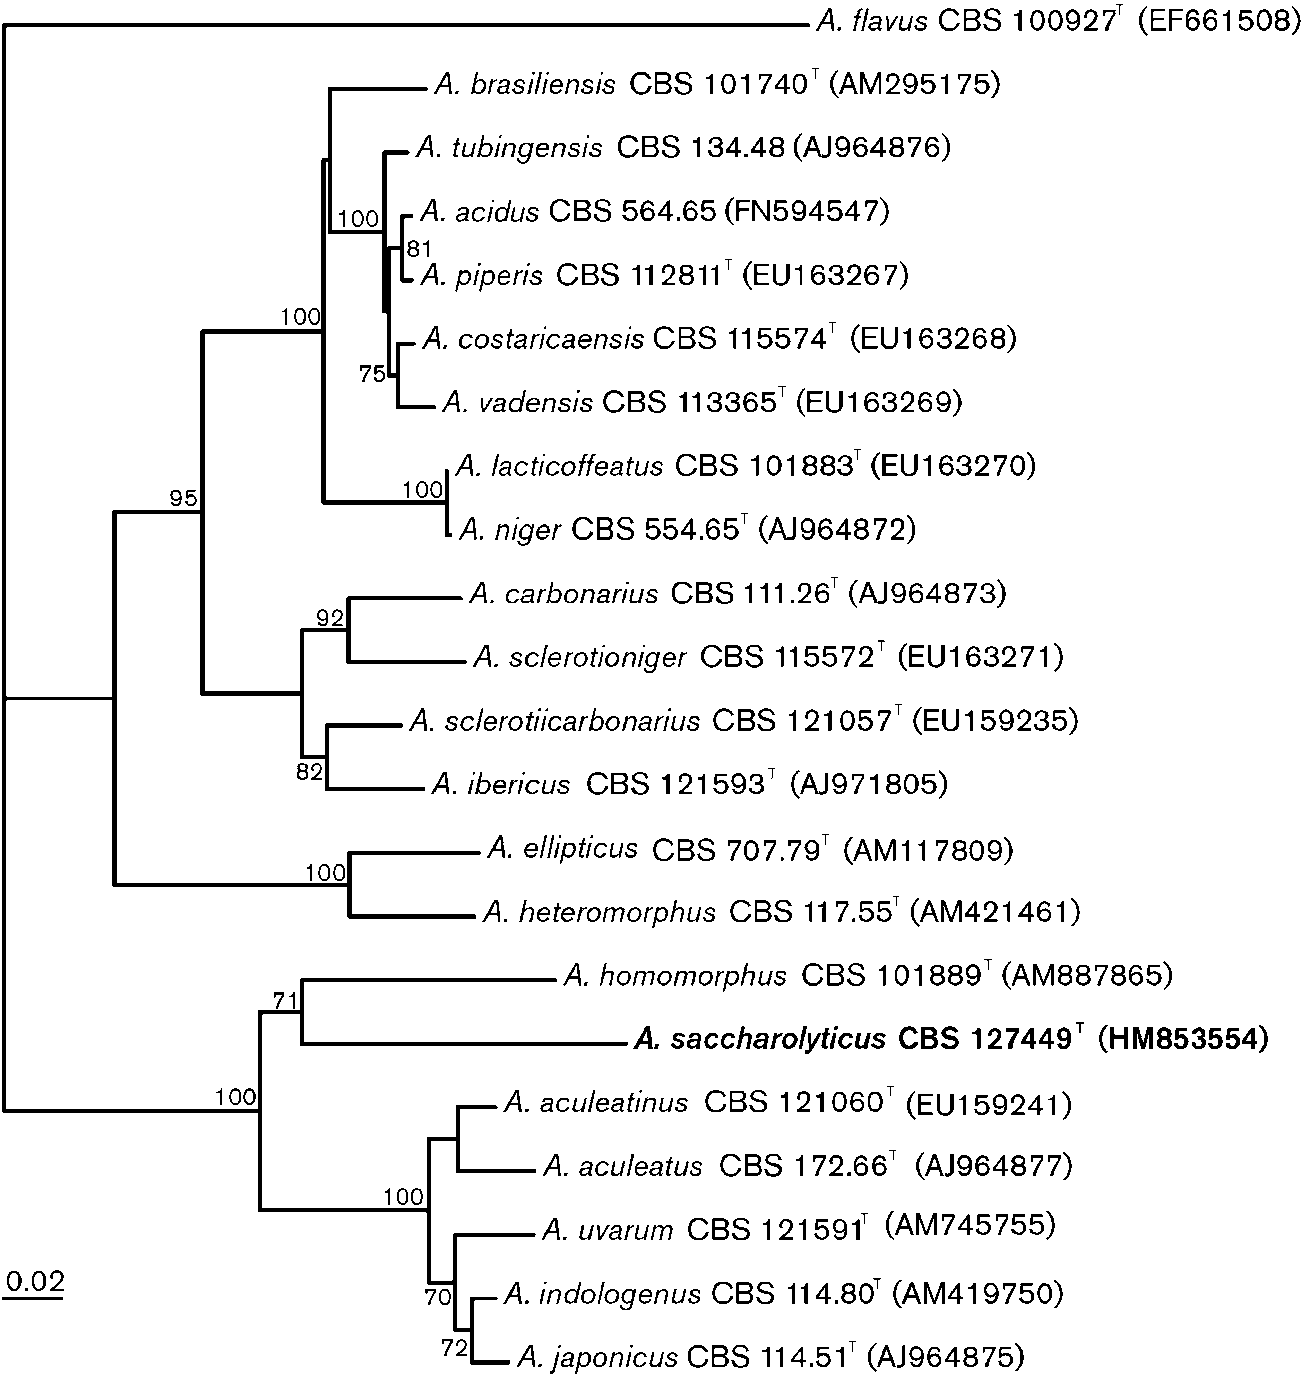 A. flavus CBS 100927T (EF661508)
A. brasiliensis CBS 101740T (AM295175)
A. tubingensis CBS 134.48 (AJ964876)
100
A. acidus CBS 564.65 (FN594547)
81
A. piperis CBS 112811T (EU163267)
100
A. costaricaensis CBS 115574T (EU163268)
75
A. vadensis CBS 113365T (EU163269)
A. lacticoffeatus CBS 101883T (EU163270)
100
95
A. niger CBS 554.65T (AJ964872)
A. carbonarius CBS 111.26T (AJ964873)
92
A. sclerotioniger CBS 115572T (EU163271)
A. sclerotiicarbonarius CBS 121057T (EU159235)
82
A. ibericus CBS 121593T (AJ971805)
A. ellipticus CBS 707.79T (AM117809)
100
A. heteromorphus CBS 117.55T (AM421461)
A. homomorphus CBS 101889T (AM887865)
71
A. saccharolyticus CBS 127449T (HM853554)
100
A. aculeatinus CBS 121060T (EU159241)
A. aculeatus CBS 172.66T (AJ964877)
100
A. uvarum CBS 121591T (AM745755)
0.02
70
A. indologenus CBS 114.80T (AM419750)
72
A. japonicus CBS 114.51T (AJ964875)